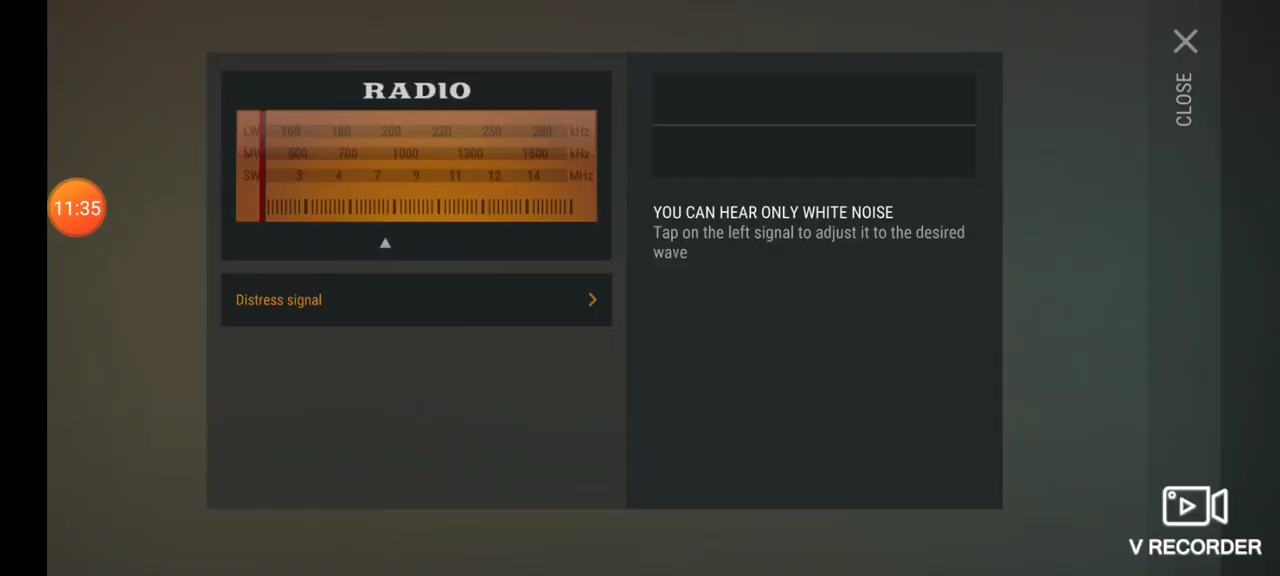 RADIO
LW 160 180 200 220 250 280 kHz
MW 500 700 1000 1300 1600 kHz
SW 3 4 7 9 11 12 14 MHz
Distress signal
YOU CAN HEAR ONLY WHITE NOISE
Tap on the left signal to adjust it to the desired
wave
CLOSE
11:35
V RECORDER